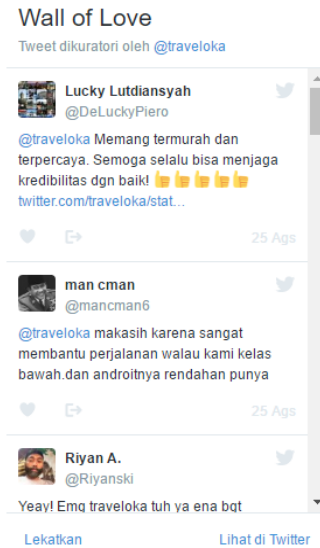 Wall of Love
Tweet dikuratori oleh @traveloka
Lucky Lutdiansyah
@DeLuckyPiero
@traveloka Memang termurah dan
terpercaya. Semoga selalu bisa menjaga
kredibilitas dgn baik! 👍👍👍👍👍
twitter.com/traveloka/stat…
25 Ags
man cman
@mancman6
@traveloka makasih karena sangat
membantu perjalanan walau kami kelas
bawah.dan androitnya rendahan punya
25 Ags
Riyan A.
@Riyanski
Yeay! Emg traveloka tuh ya ena bgt
Lekatkan Lihat di Twitter